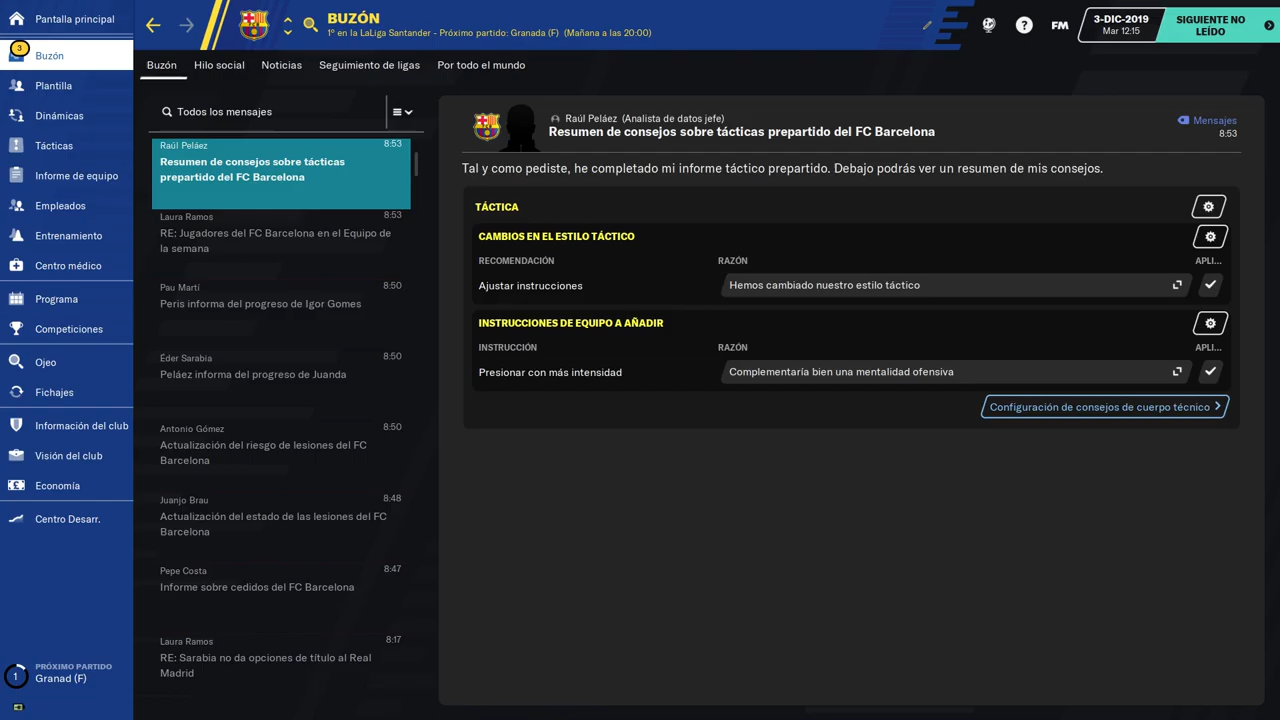 Pantalla principal
3
Buzón
Plantilla
Dinámicas
Tácticas
Informe de equipo
Empleados
Entrenamiento
Centro médico
Programa
Competiciones
Ojeo
Fichajes
Información del club
Visión del club
Economía
Centro Desarr.
1
PRÓXIMO PARTIDO
Granad (F)
BUZÓN
1º en la LaLiga Santander - Próximo partido: Granada (F) (Mañana a las 20:00)
?
FM
3-DIC-2019
Mar 12:15
SIGUIENTE NO
LEÍDO
Buzón
Hilo social
Noticias
Seguimiento de ligas
Por todo el mundo
Todos los mensajes
Raúl Peláez 8:53
Resumen de consejos sobre tácticas
prepartido del FC Barcelona
Laura Ramos 8:53
RE: Jugadores del FC Barcelona en el Equipo de
la semana
Pau Martí 8:50
Peris informa del progreso de Igor Gomes
Éder Sarabia 8:50
Peláez informa del progreso de Juanda
Antonio Gómez 8:50
Actualización del riesgo de lesiones del FC
Barcelona
Juanjo Brau 8:48
Actualización del estado de las lesiones del FC
Barcelona
Pepe Costa 8:47
Informe sobre cedidos del FC Barcelona
Laura Ramos 8:17
RE: Sarabia no da opciones de título al Real
Madrid
Raúl Peláez (Analista de datos jefe)
Resumen de consejos sobre tácticas prepartido del FC Barcelona
Mensajes
8:53
Tal y como pediste, he completado mi informe táctico prepartido. Debajo podrás ver un resumen de mis consejos.
TÁCTICA
CAMBIOS EN EL ESTILO TÁCTICO
RECOMENDACIÓN RAZÓN APLI...
Ajustar instrucciones Hemos cambiado nuestro estilo táctico
INSTRUCCIONES DE EQUIPO A AÑADIR
INSTRUCCIÓN RAZÓN APLI...
Presionar con más intensidad Complementaría bien una mentalidad ofensiva
Configuración de consejos de cuerpo técnico